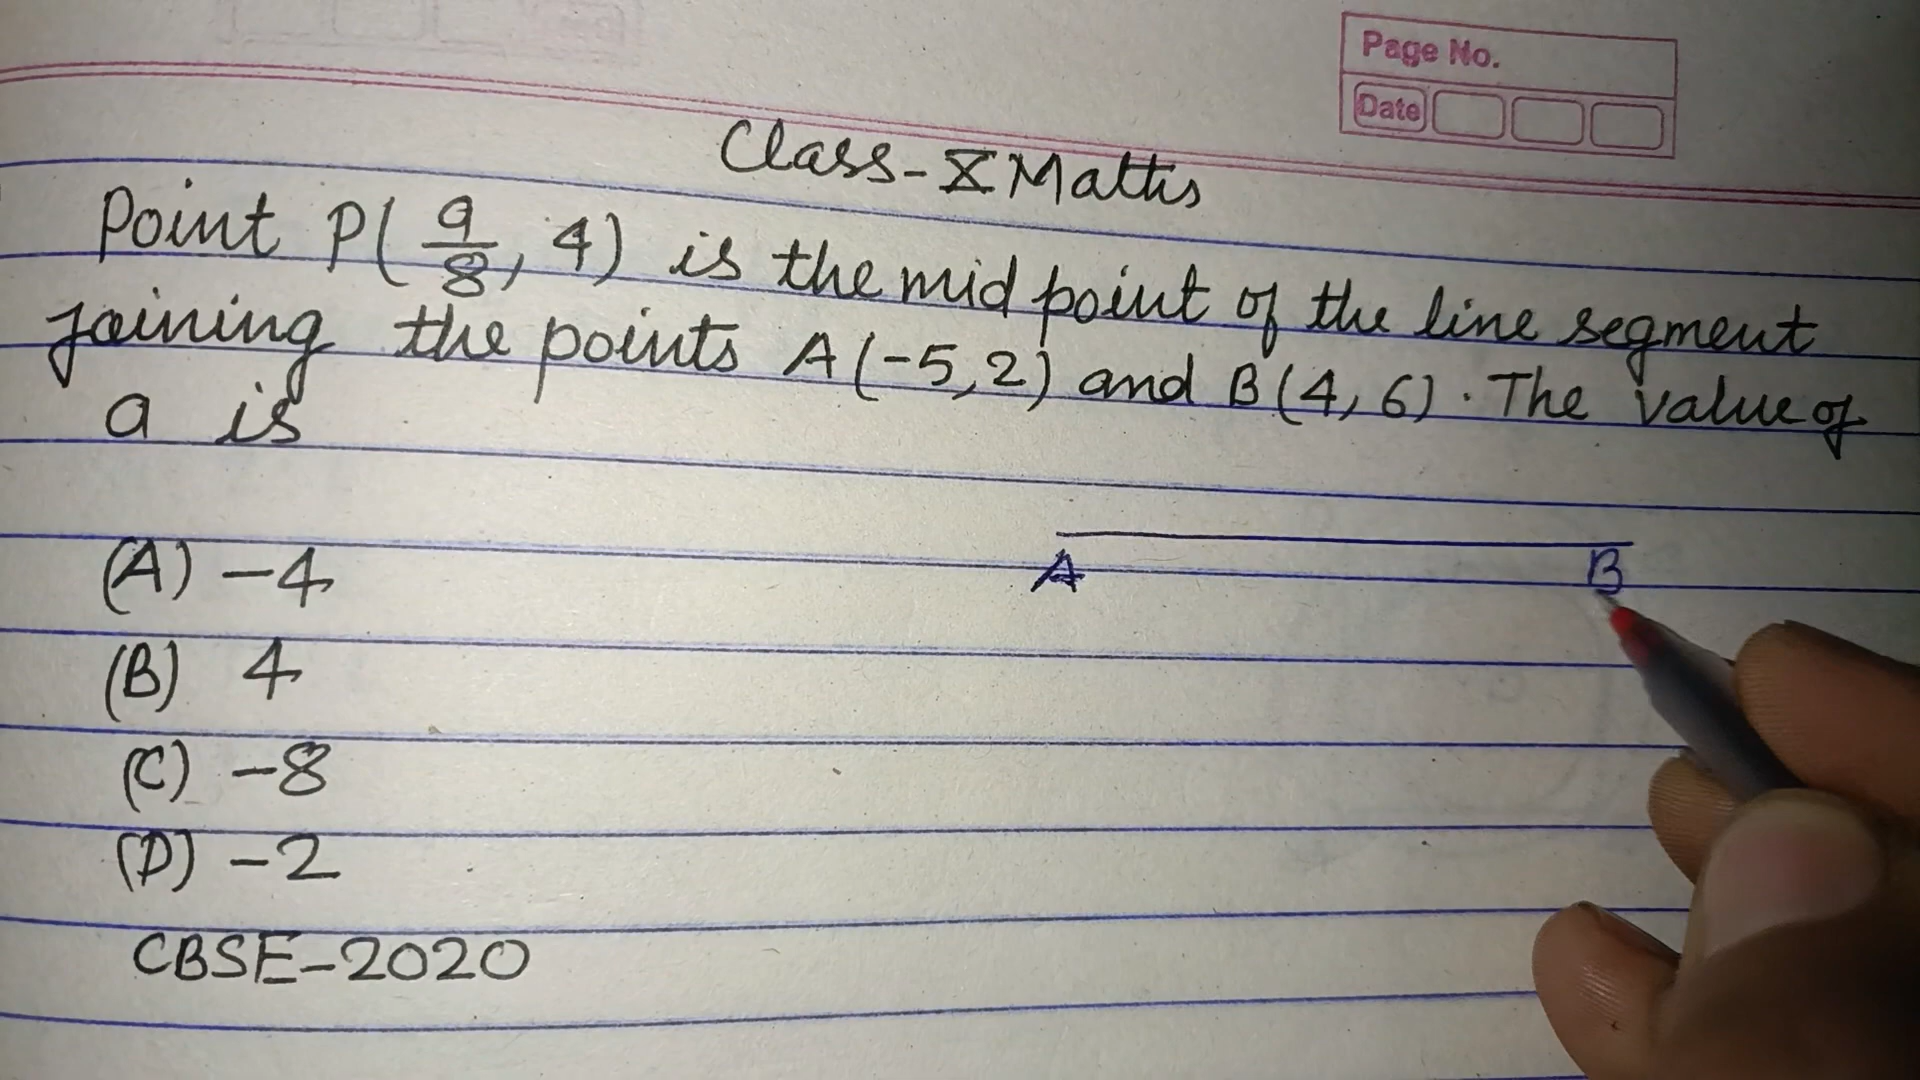 Page No.
Date
Class-X Maths
Point P(a/8, 4) is the mid point of the line segment
joining the points A(-5,2) and B(4,6). The value of
a is
(A) -4
(B) 4
(C) -8
(D) -2
A B
CBSE-2020